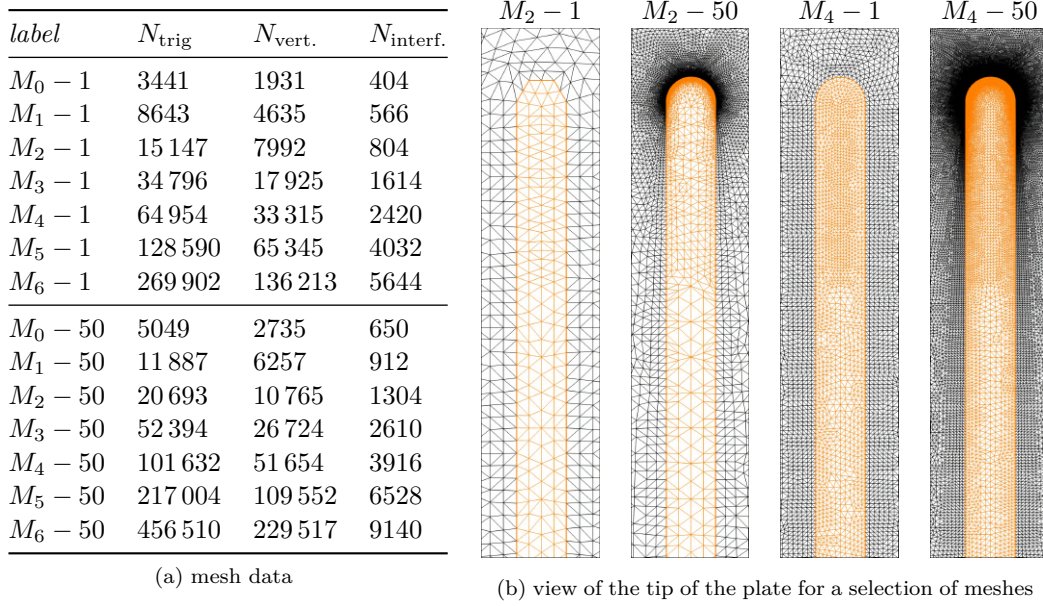 label N_trig N_vert. N_interf.
M_0 − 1 3441 1931 404
M_1 − 1 8643 4635 566
M_2 − 1 15 147 7992 804
M_3 − 1 34 796 17 925 1614
M_4 − 1 64 954 33 315 2420
M_5 − 1 128 590 65 345 4032
M_6 − 1 269 902 136 213 5644
M_0 − 50 5049 2735 650
M_1 − 50 11 887 6257 912
M_2 − 50 20 693 10 765 1304
M_3 − 50 52 394 26 724 2610
M_4 − 50 101 632 51 654 3916
M_5 − 50 217 004 109 552 6528
M_6 − 50 456 510 229 517 9140
(a) mesh data
M_2 − 1 M_2 − 50 M_4 − 1 M_4 − 50
(b) view of the tip of the plate for a selection of meshes